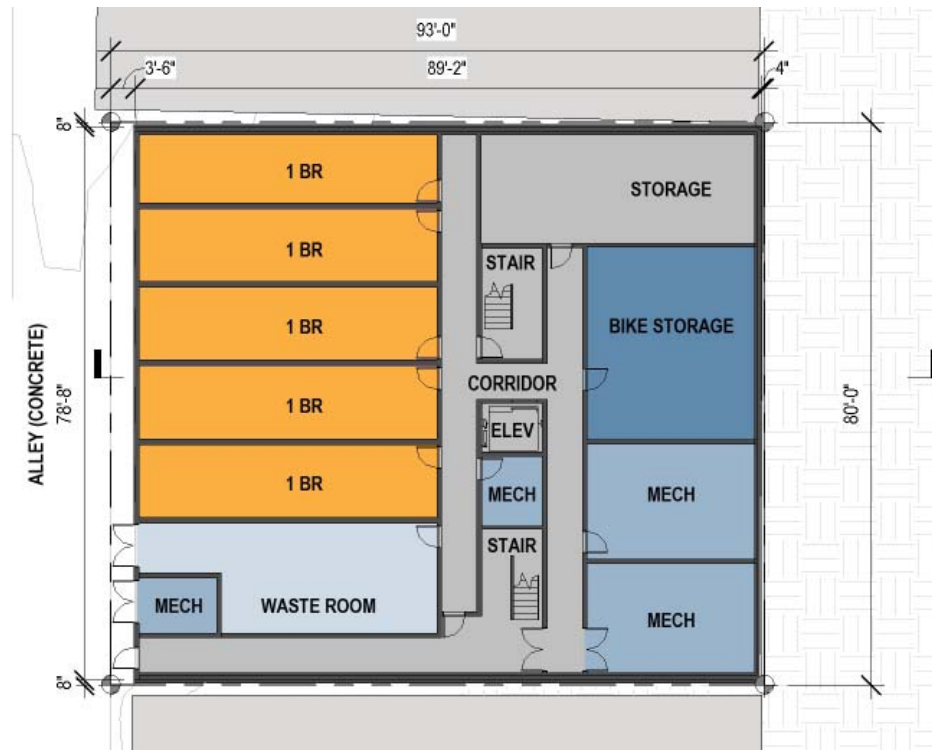 93'-0"
3'-6"
89'-2"
4"
8"
1 BR
STORAGE
1 BR
STAIR
1 BR
BIKE STORAGE
ALLEY (CONCRETE)
78'-8"
CORRIDOR
80'-0"
1 BR
ELEV
1 BR
MECH
MECH
STAIR
MECH
WASTE ROOM
MECH
8"